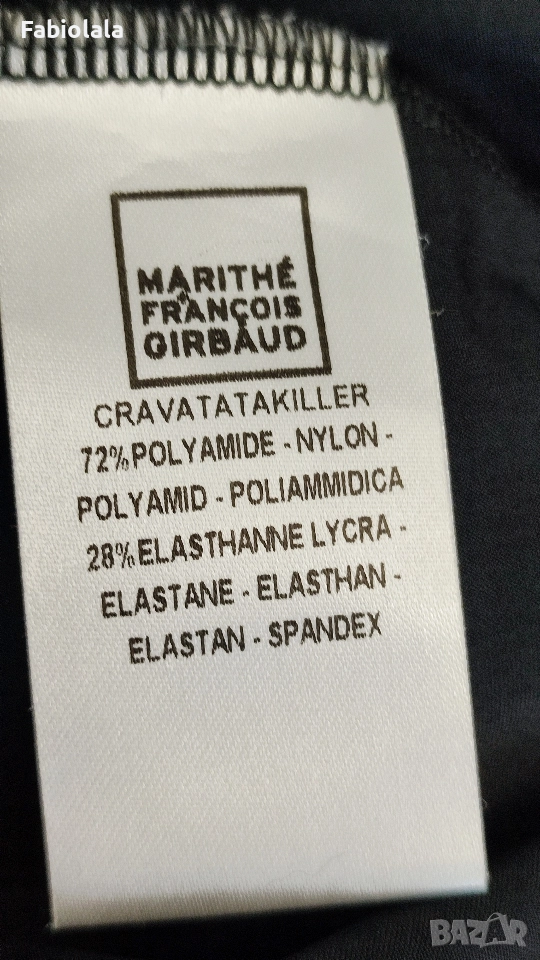 Fabiolala
MARITHÉ
& FRANÇOIS
GIRBAUD
CRAVATATAKILLER
72%POLYAMIDE - NYLON -
POLYAMID - POLIAMMIDICA
28%ELASTHANNE LYCRA -
ELASTANE - ELASTHAN -
ELASTAN - SPANDEX
BAZAR